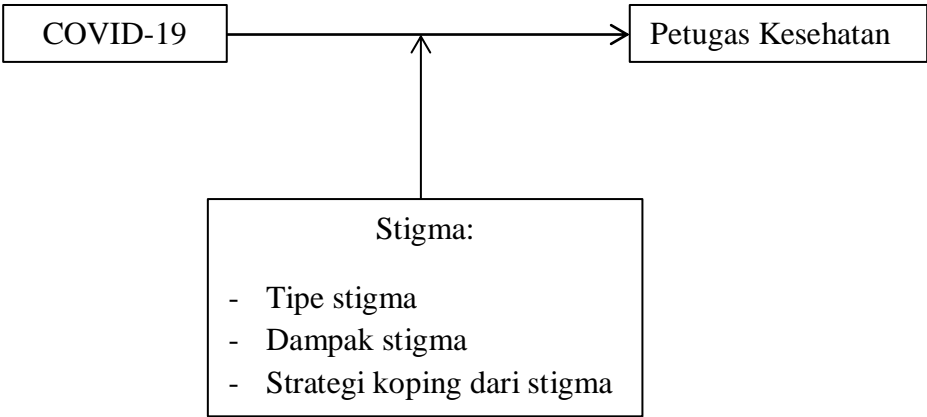 COVID-19
Petugas Kesehatan
Stigma:
- Tipe stigma
- Dampak stigma
- Strategi koping dari stigma